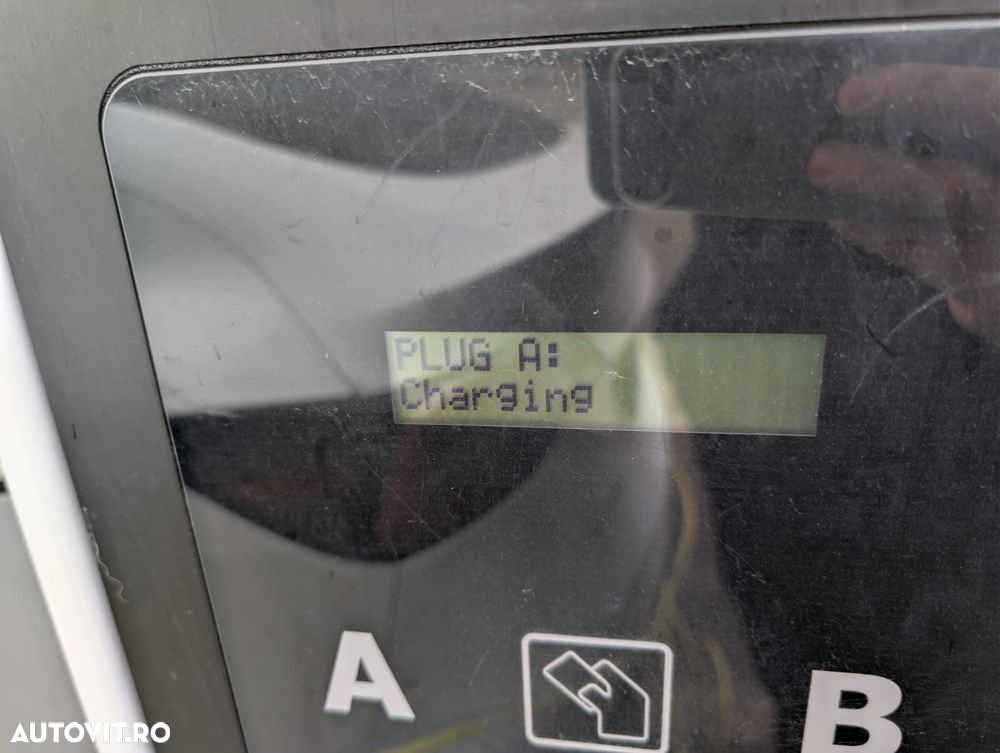 PLUG A:
Charging
A
B
AUTOVIT.RO